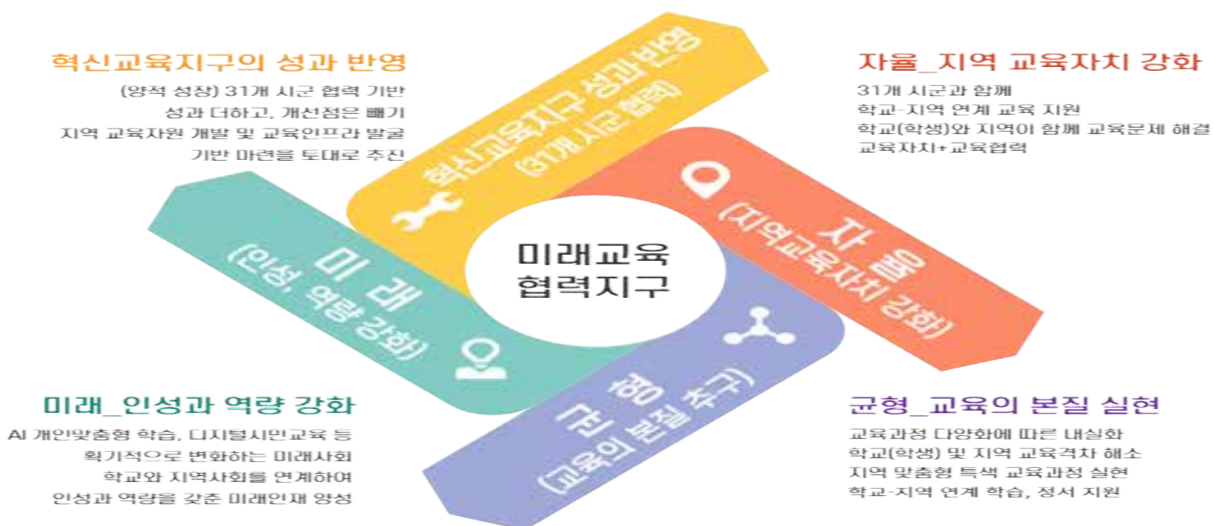 혁신교육지구의 성과 반영
(양적 성장) 31개 시군 협력 기반
성과 더하고, 개선점은 빼기
지역 교육자원 개발 및 교육인프라 발굴
기반 마련을 토대로 추진
자율_지역 교육자치 강화
31개 시군과 함께
학교-지역 연계 교육 지원
학교(학생)와 지역이 함께 교육문제 해결
교육자치+교육협력
혁신교육지구 성과 반영
(31개 시군 협력)
자율
(지역교육자치 강화)
미래교육
협력지구
미래
(인성, 역량 강화)
균형
(교육의 본질 추구)
미래_인성과 역량 강화
AI 개인맞춤형 학습, 디지털시민교육 등
획기적으로 변화하는 미래사회
학교와 지역사회를 연계하여
인성과 역량을 갖춘 미래인재 양성
균형_교육의 본질 실현
교육과정 다양화에 따른 내실화
학교(학생) 및 지역 교육격차 해소
지역 맞춤형 특색 교육과정 실현
학교-지역 연계 학습, 정서 지원